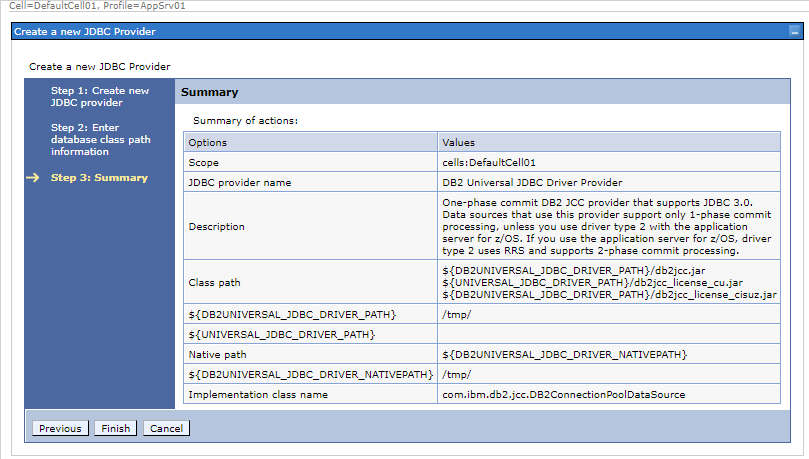 Cell=DefaultCell01, Profile=AppSrv01
Create a new JDBC Provider
Create a new JDBC Provider
Step 1: Create new
JDBC provider
Step 2: Enter
database class path
information
Step 3: Summary
Summary
Summary of actions:
Options Values
Scope cells:DefaultCell01
JDBC provider name DB2 Universal JDBC Driver Provider
Description
One-phase commit DB2 JCC provider that supports JDBC 3.0.
Data sources that use this provider support only 1-phase commit
processing, unless you use driver type 2 with the application
server for z/OS. If you use the application server for z/OS, driver
type 2 uses RRS and supports 2-phase commit processing.
Class path
${DB2UNIVERSAL_JDBC_DRIVER_PATH}/db2jcc.jar
${UNIVERSAL_JDBC_DRIVER_PATH}/db2jcc_license_cu.jar
${DB2UNIVERSAL_JDBC_DRIVER_PATH}/db2jcc_license_cisuz.jar
${DB2UNIVERSAL_JDBC_DRIVER_PATH} /tmp/
${UNIVERSAL_JDBC_DRIVER_PATH}
Native path ${DB2UNIVERSAL_JDBC_DRIVER_NATIVEPATH}
${DB2UNIVERSAL_JDBC_DRIVER_NATIVEPATH} /tmp/
Implementation class name com.ibm.db2.jcc.DB2ConnectionPoolDataSource
Previous Finish Cancel